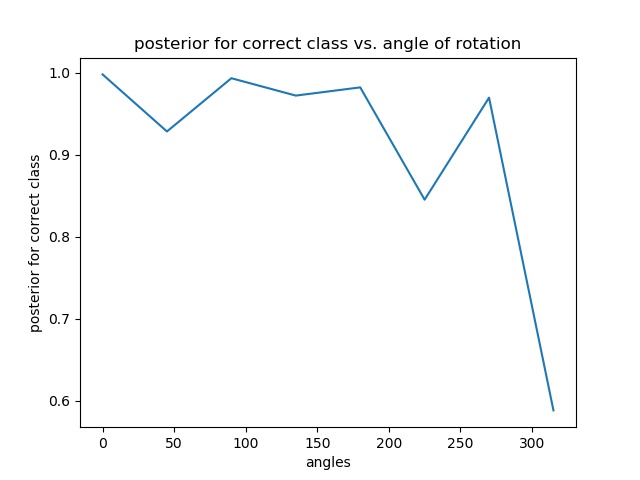 posterior for correct class vs. angle of rotation
1.0
0.9
0.8
0.7
0.6
posterior for correct class
0 50 100 150 200 250 300
angles